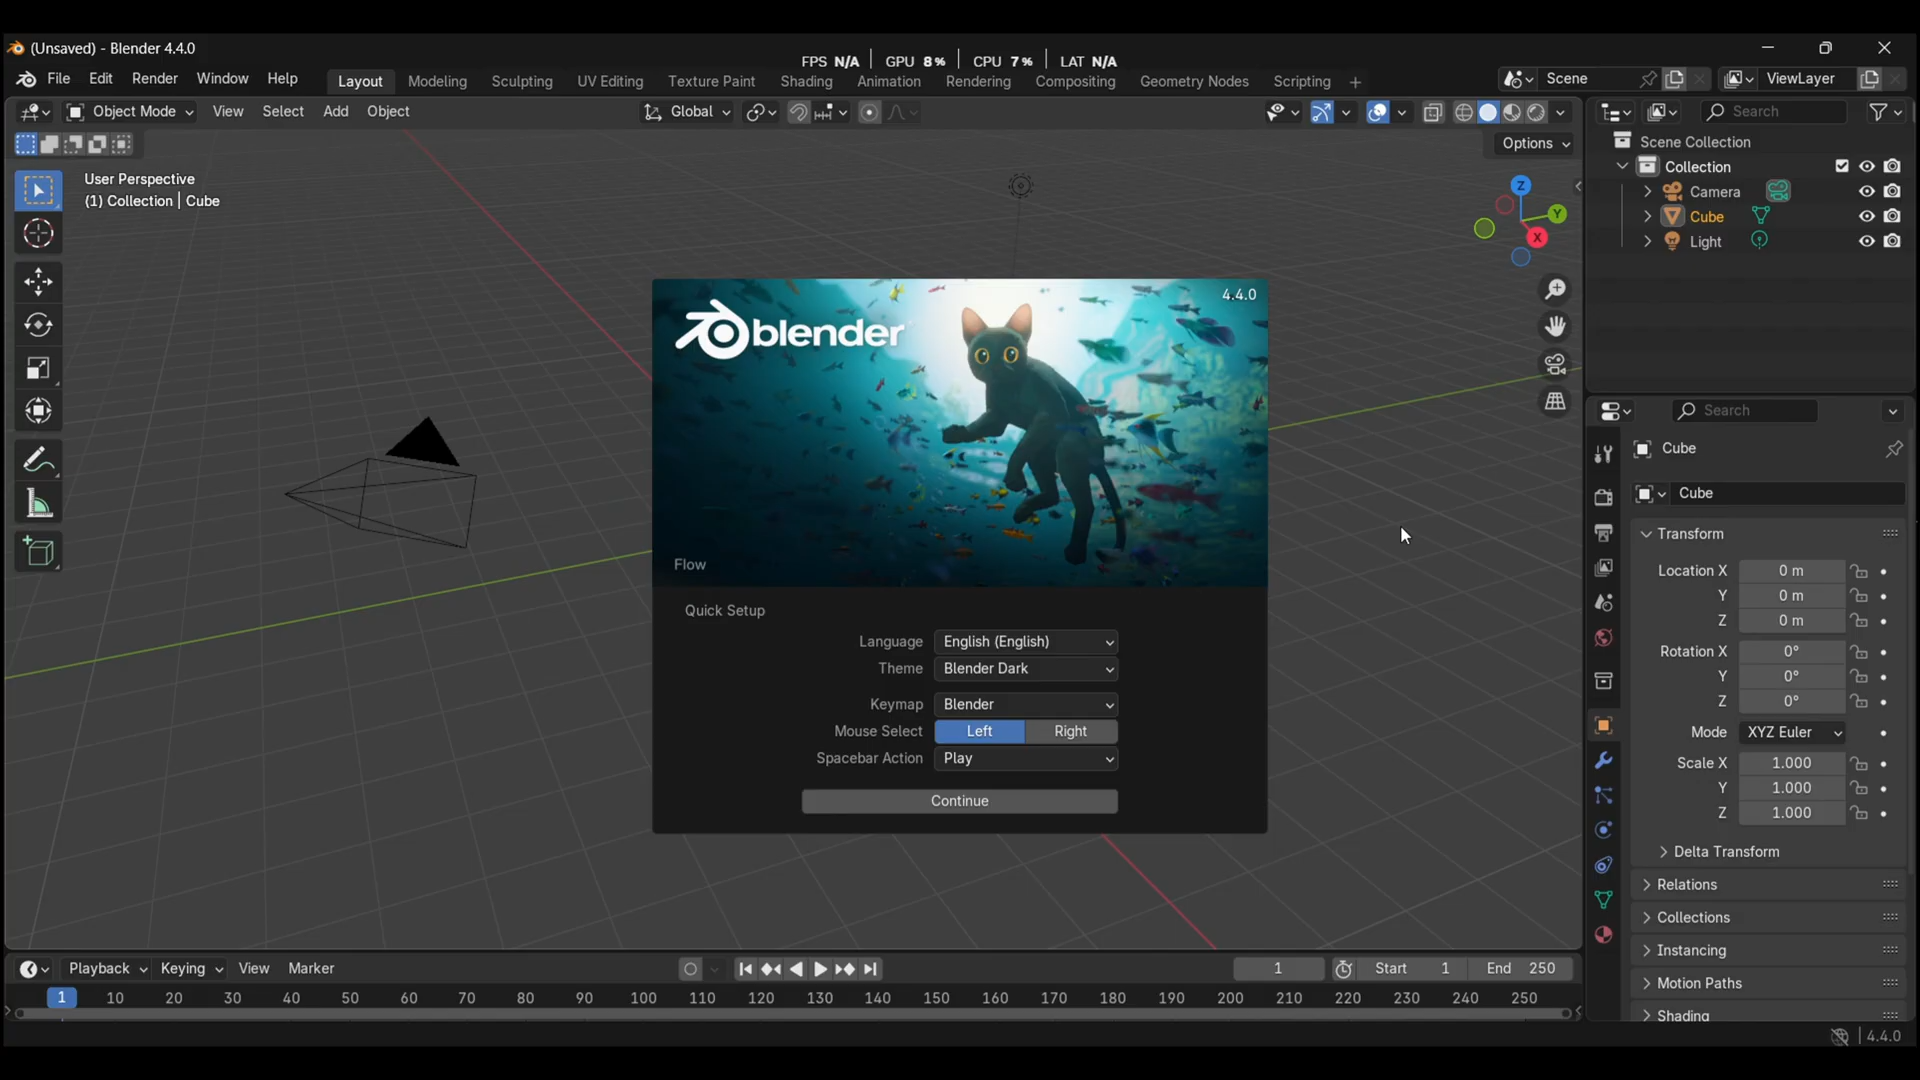 (Unsaved) - Blender 4.4.0
FPS N/A GPU 8% CPU 7% LAT N/A
File Edit Render Window Help
Layout Modeling Sculpting UV Editing Texture Paint Shading Animation Rendering Compositing Geometry Nodes Scripting +
Scene ViewLayer
Object Mode View Select Add Object
Global
Search
Options
Scene Collection
Collection
Camera
Cube
Light
User Perspective
(1) Collection | Cube
Z
Y
X
4.4.0
blender
Flow
Quick Setup
Language English (English)
Theme Blender Dark
Keymap Blender
Mouse Select Left Right
Spacebar Action Play
Continue
Search
Cube
Cube
Transform
Location X 0 m
Y 0 m
Z 0 m
Rotation X 0°
Y 0°
Z 0°
Mode XYZ Euler
Scale X 1.000
Y 1.000
Z 1.000
Delta Transform
Relations
Collections
Instancing
Motion Paths
Shading
Playback Keying View Marker
1 Start 1 End 250
1 10 20 30 40 50 60 70 80 90 100 110 120 130 140 150 160 170 180 190 200 210 220 230 240 250
4.4.0